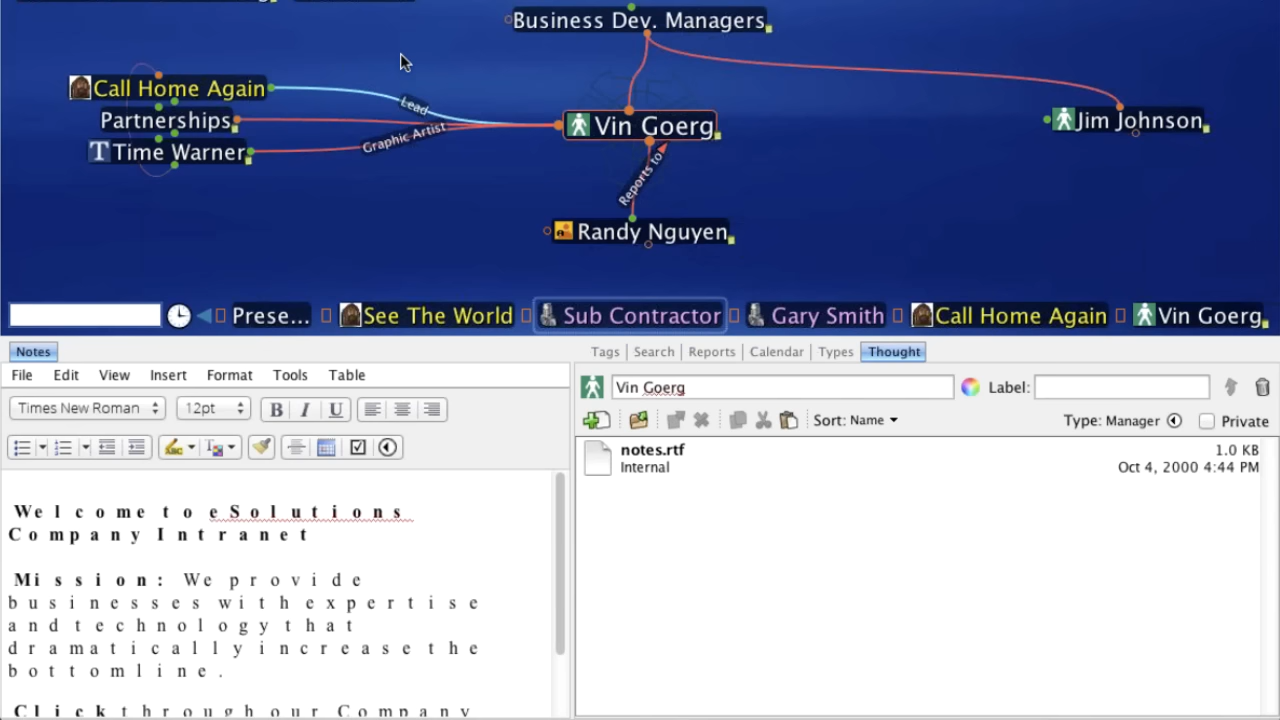 Business Dev. Managers
Call Home Again
Lead
Partnerships
Vin Goerg
Jim Johnson
Graphic Artist
Time Warner
Reports to
Randy Nguyen
Prese... See The World Sub Contractor Gary Smith Call Home Again Vin Goerg
Notes
Tags Search Reports Calendar Types Thought
File Edit View Insert Format Tools Table
Vin Goerg Label:
Times New Roman 12pt B I U
Sort: Name Type: Manager Private
notes.rtf 1.0 KB
Internal Oct 4, 2000 4:44 PM
Welcome to eSolutions
Company Intranet
Mission: We provide
businesses with expertise
and technology that
dramatically increase the
bottomline.
Click through our Company